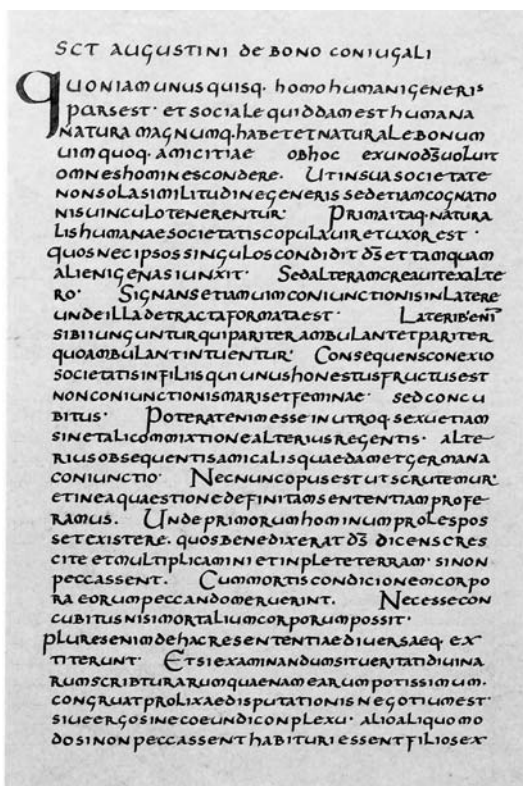 SCT AUGUSTINI de BONO CONIUGALI
QUONIAM UNUS QUISQ· homo humani generis
pars est· et sociale quiddam est humana
natura magnumq· habet et naturale bonum
uim quoq· amicitiae ob hoc ex uno d̅s̅ uoluit
omnes homines condere· Ut in sua societate
non sola similitudine generis sed etiam cognatio
nis uinculo tenerentur· Prima itaq· natura
lis humanae societatis copula uir et uxor est·
quos nec ipsos singulos condidit d̅s̅ et tamquam
alienigenas iunxit· Sed alteram creauit ex alte
ro· Signans etiam uim coniunctionis in latere
unde illa detracta formata est· Laterib· eni̅
sibi iunguntur qui pariter ambulant et pariter
quo ambulant intuentur· Consequens conexio
societatis in filiis qui unus honestus fructus est
non coniunctionis maris et feminae sed concu
bitus· Poterat enim esse in utroq· sexu etiam
sine tali commixtione alterius regentis· alte
rius obsequentis amicalis quaedam et germana
coniunctio· Nec nunc opus est ut scrutemur·
et in ea quaestione definitam sententiam profe
ramus. Unde primorum hominum proles pos
set existere· quos benedixerat d̅s̅ dicens cres
cite et multiplicamini et inplete terram· si non
peccassent. Cum mortis condicionem corpo
ra eorum peccando meruerint. Nec esse con
cubitus nisi mortalium corporum possit·
plures enim de hac re sententiae diuersaeq· ex
titerunt· Et si examinandum sit ueritati diuina
rum scribturarum quaenam earum potissimum·
congruat prolixae disputationis negotium est·
siue ergo sine coeundi conplexu· alio aliquo mo
do si non peccassent habituri essent filios ex